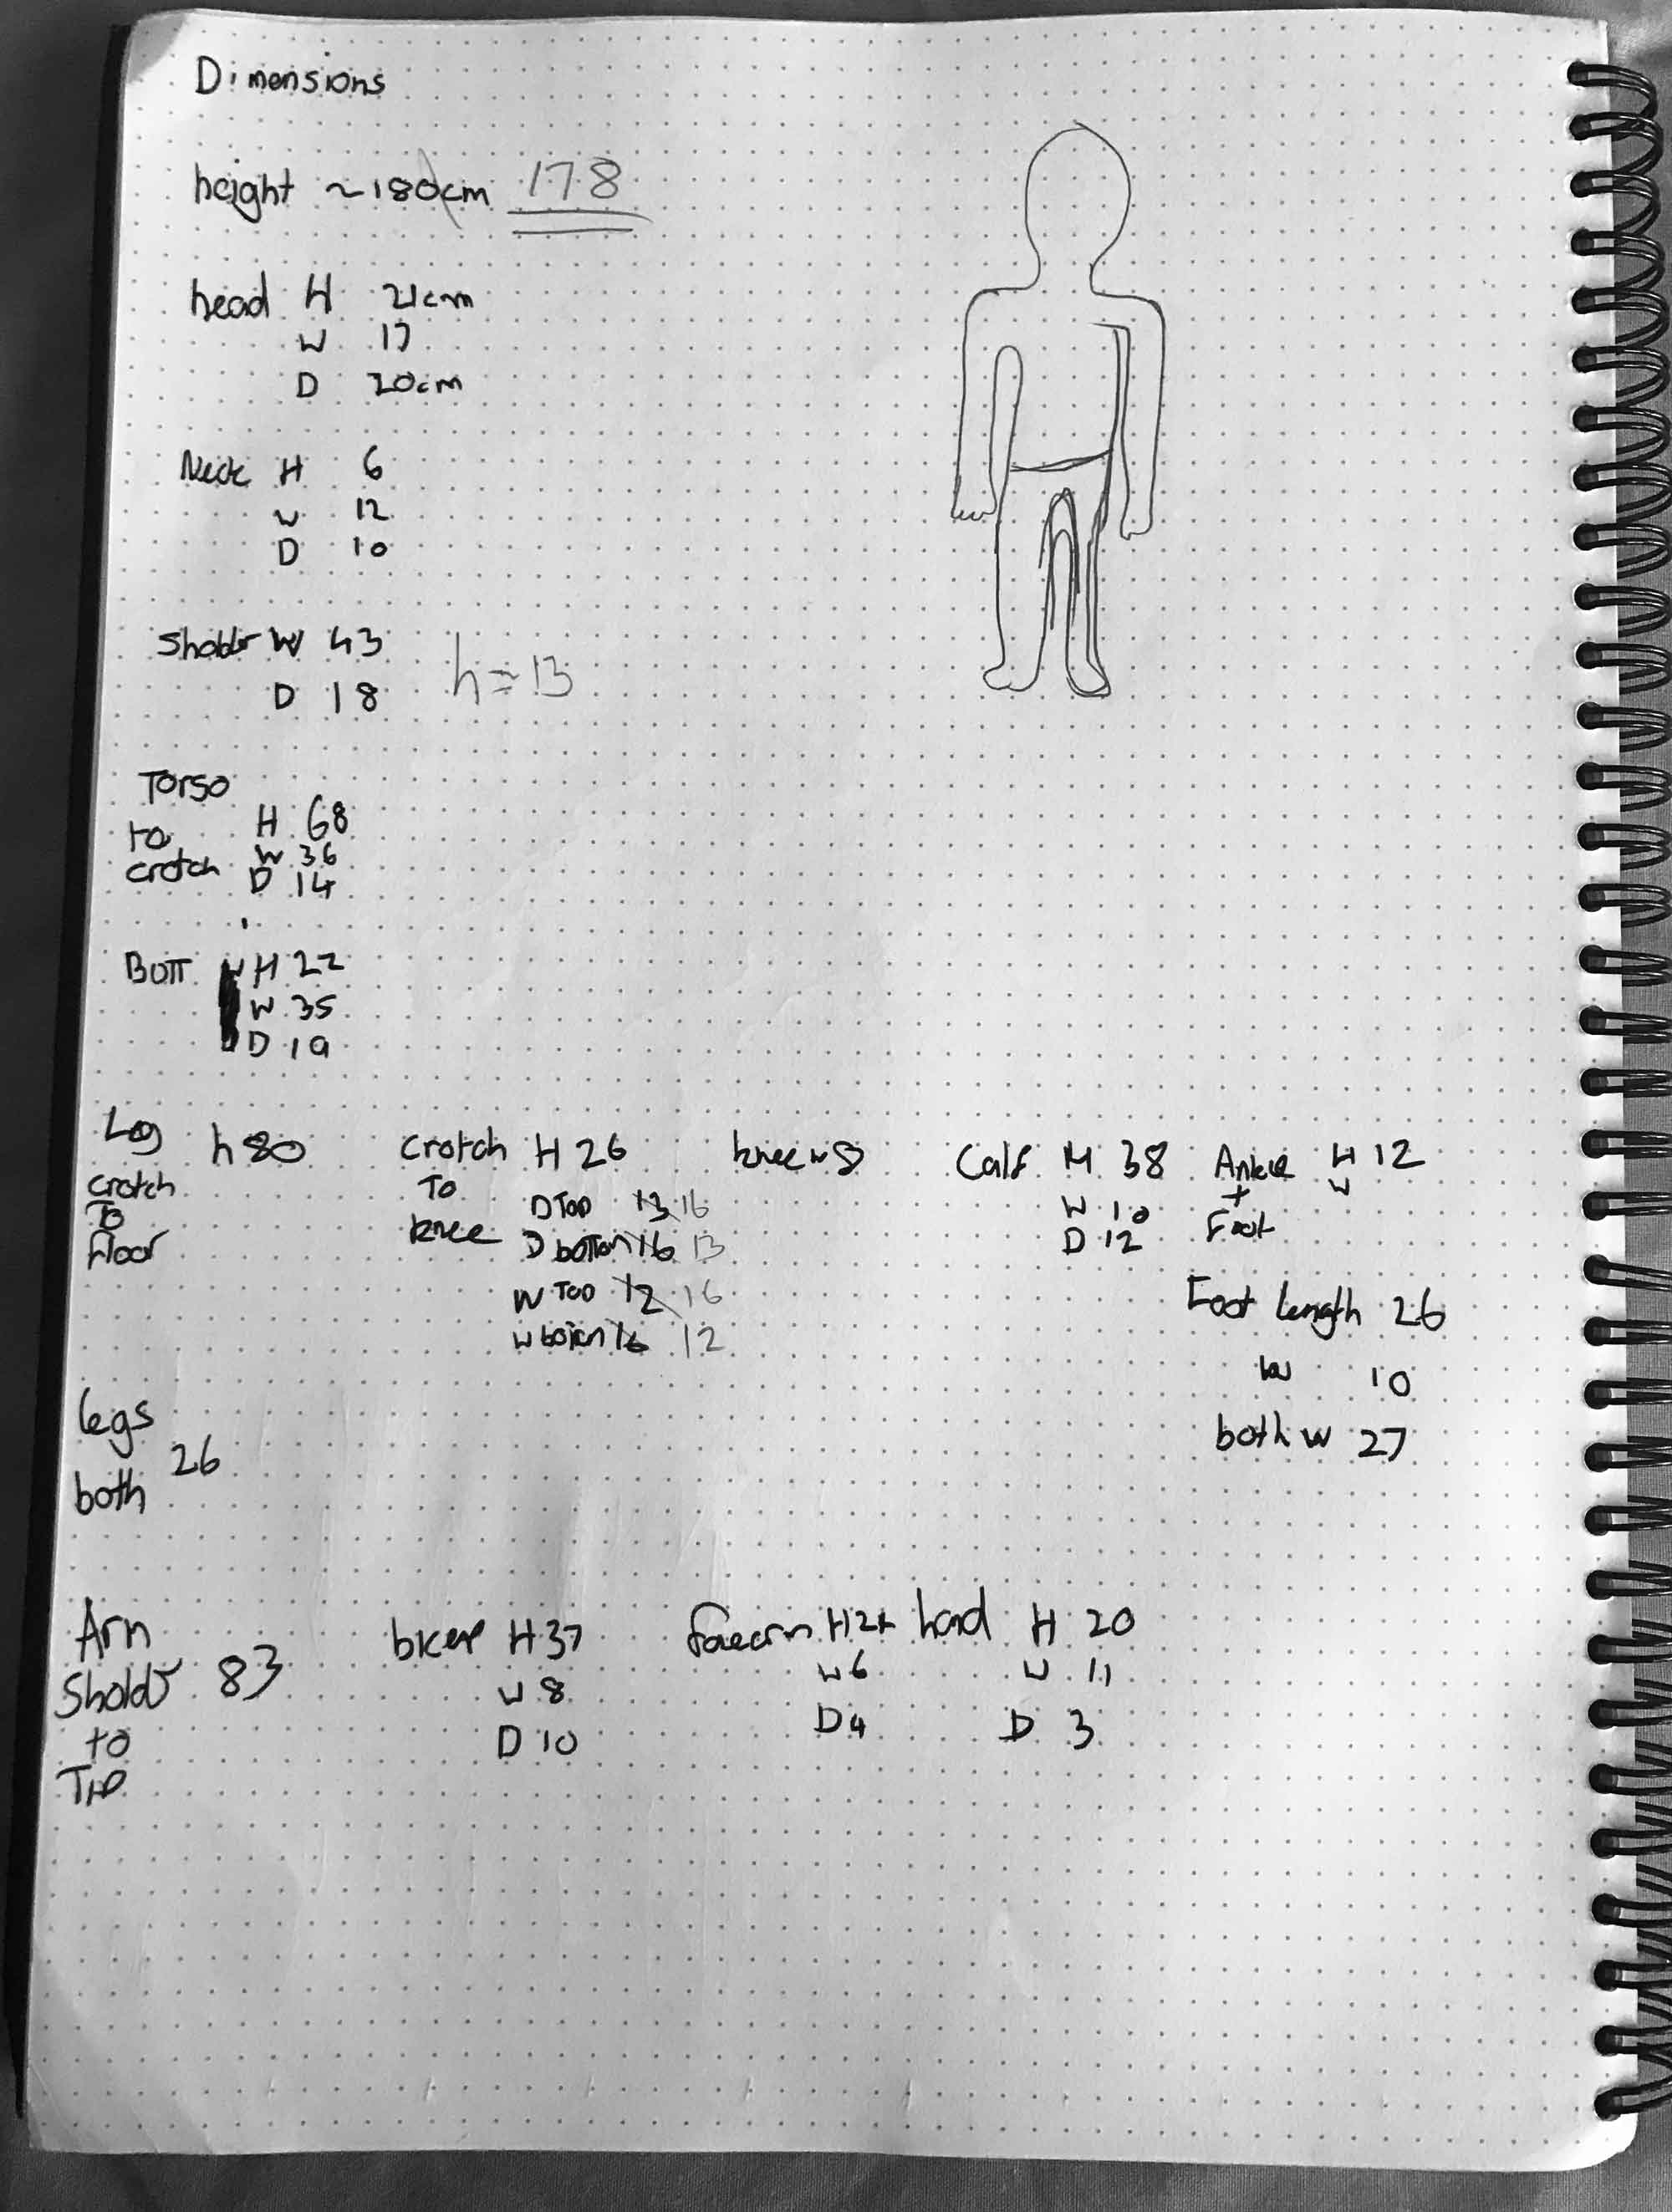 Dimensions
height ~180cm 178
head H 21cm
W 17
D 20cm
Neck H 6
W 12
D 10
Sholdr W 43
D 18 h = 13
Torso
to H 68
crotch W 36
D 14
Butt H 22
W 35
D 19
Leg h 80
crotch
To
floor
crotch H 26
To D Top 13 16
knee D bottom 16 13
W Top 12 16
W bottom 16 12
knee 8
Calf H 38
W 10
D 12
Ankle H 12
+ W
Foot
Foot length 26
W 10
both W 27
legs
both 26
Arm
Sholdr 83
to
Tip
bicep H 37
W 8
D 10
forearm H
W 6
D 4
hand H 20
W 11
D 3